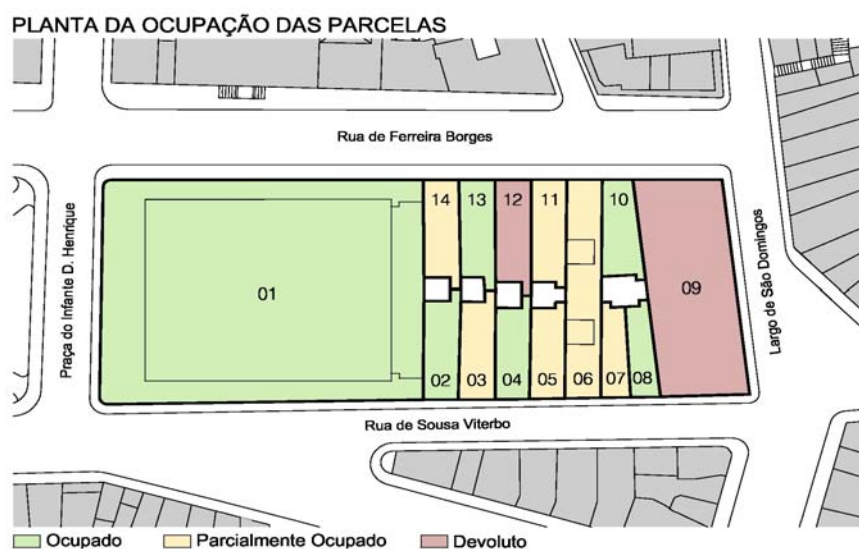 PLANTA DA OCUPAÇÃO DAS PARCELAS
Rua de Ferreira Borges
Praça do Infante D. Henrique
14
13
12
11
10
01
09
Largo de São Domingos
02
03
04
05
06
07
08
Rua de Sousa Viterbo
Ocupado
Parcialmente Ocupado
Devoluto